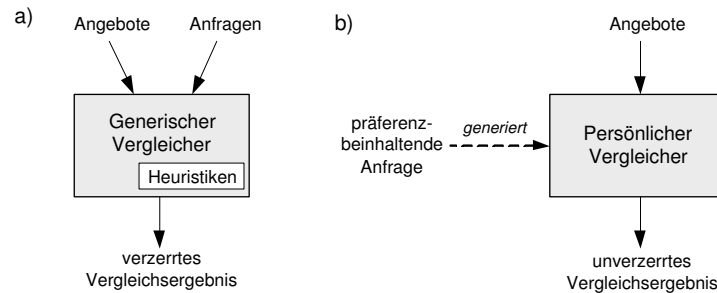 a)
Angebote
Anfragen
Generischer
Vergleicher
Heuristiken
verzerrtes
Vergleichsergebnis
b)
Angebote
präferenz-
beinhaltende
Anfrage
generiert
Persönlicher
Vergleicher
unverzerrtes
Vergleichsergebnis